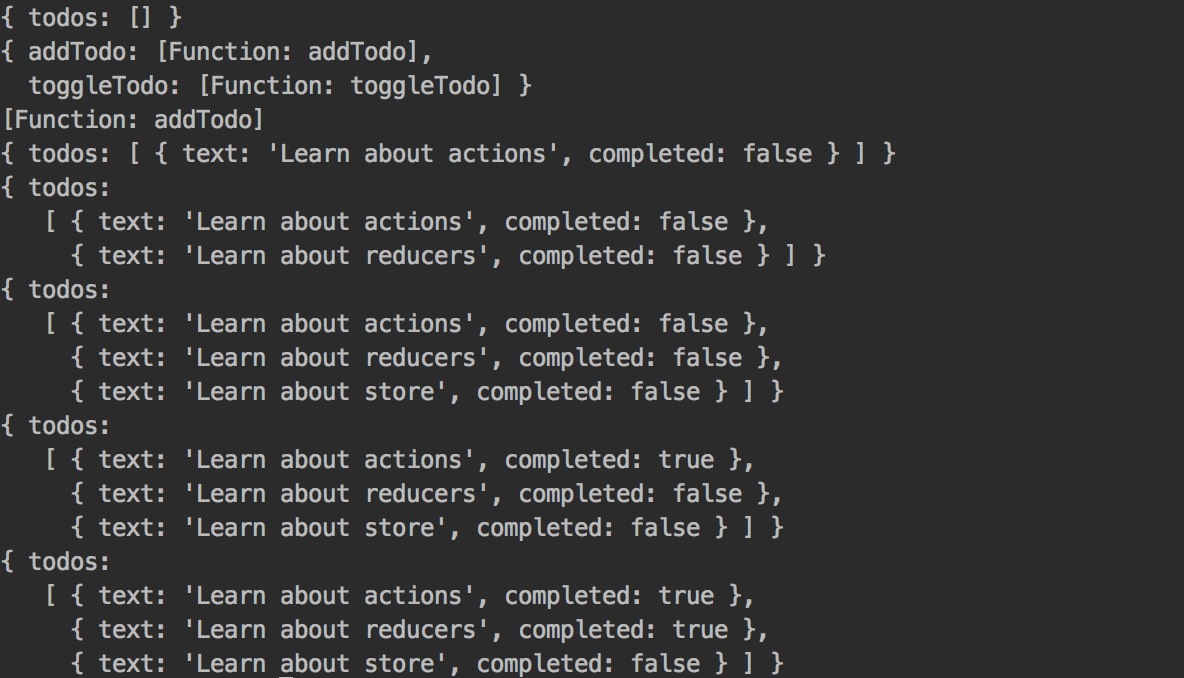 { todos: [] }
{ addTodo: [Function: addTodo],
  toggleTodo: [Function: toggleTodo] }
[Function: addTodo]
{ todos: [ { text: 'Learn about actions', completed: false } ] }
{ todos:
   [ { text: 'Learn about actions', completed: false },
     { text: 'Learn about reducers', completed: false } ] }
{ todos:
   [ { text: 'Learn about actions', completed: false },
     { text: 'Learn about reducers', completed: false },
     { text: 'Learn about store', completed: false } ] }
{ todos:
   [ { text: 'Learn about actions', completed: true },
     { text: 'Learn about reducers', completed: false },
     { text: 'Learn about store', completed: false } ] }
{ todos:
   [ { text: 'Learn about actions', completed: true },
     { text: 'Learn about reducers', completed: true },
     { text: 'Learn about store', completed: false } ] }